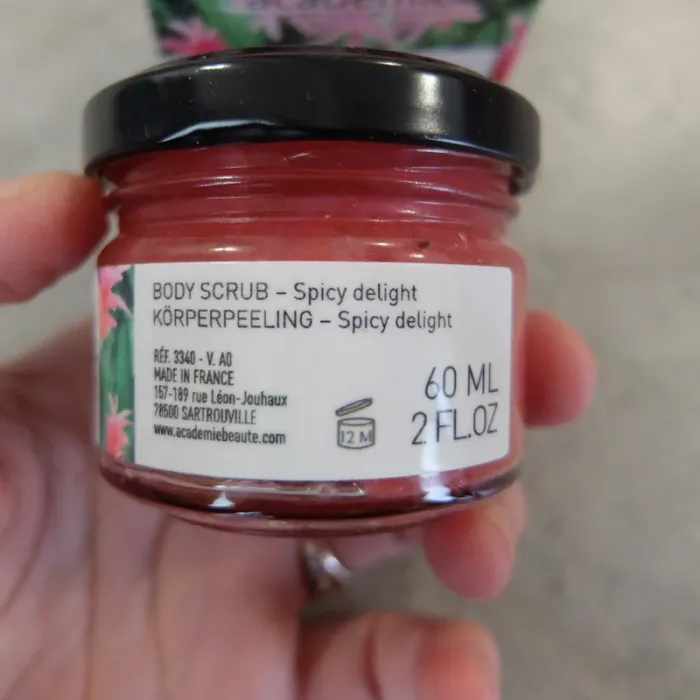 académie
BODY SCRUB – Spicy delight
KÖRPERPEELING – Spicy delight
RÉF. 3340 - V. A0
MADE IN FRANCE
157-189 rue Léon-Jouhaux
78500 SARTROUVILLE
www.academiebeaute.com
12 M
60 ML
2 FL.OZ